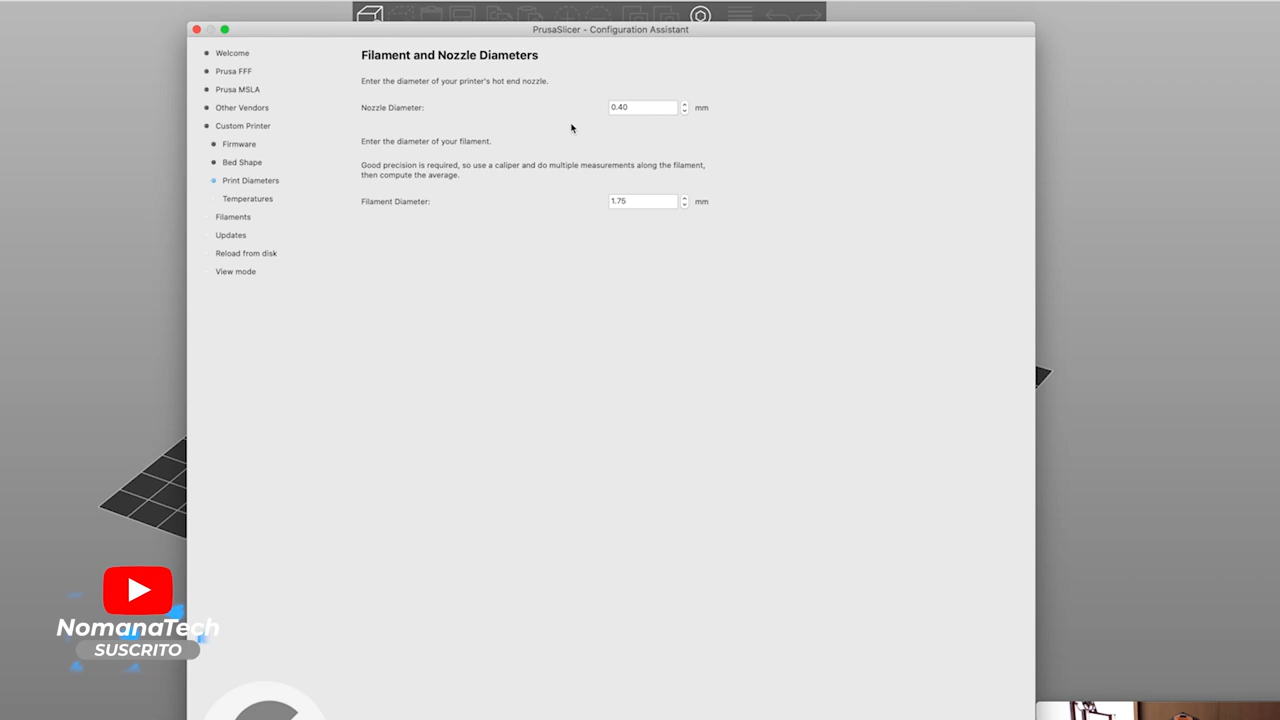 PrusaSlicer - Configuration Assistant
Welcome
Prusa FFF
Prusa MSLA
Other Vendors
Custom Printer
Firmware
Bed Shape
Print Diameters
Temperatures
Filaments
Updates
Reload from disk
View mode
Filament and Nozzle Diameters
Enter the diameter of your printer's hot end nozzle.
Nozzle Diameter: 0.40 mm
Enter the diameter of your filament.
Good precision is required, so use a caliper and do multiple measurements along the filament,
then compute the average.
Filament Diameter: 1.75 mm
NomanaTech
SUSCRITO